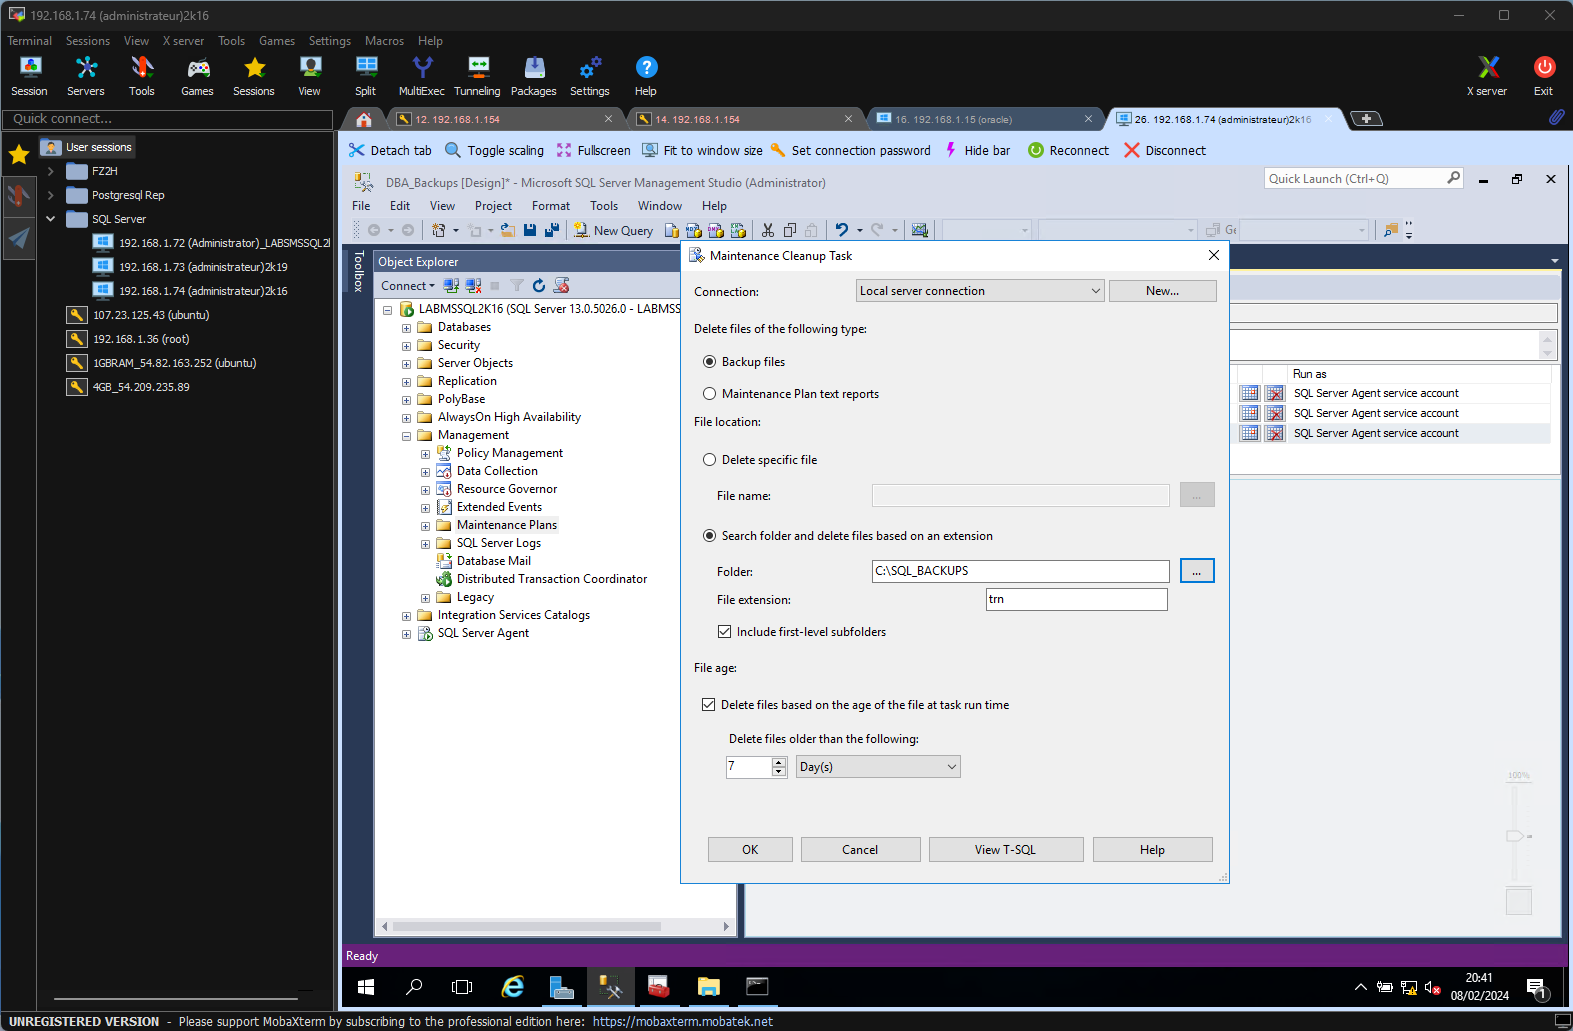 192.168.1.74 (administrateur)2k16
Terminal Sessions View X server Tools Games Settings Macros Help
Session Servers Tools Games Sessions View Split MultiExec Tunneling Packages Settings Help X server Exit
Quick connect...
12. 192.168.1.154
14. 192.168.1.154
16. 192.168.1.15 (oracle)
26. 192.168.1.74 (administrateur)2k16
User sessions
FZ2H
Postgresql Rep
SQL Server
192.168.1.72 (Administrator)_LABSMSSQL2l
192.168.1.73 (administrateur)2k19
192.168.1.74 (administrateur)2k16
107.23.125.43 (ubuntu)
192.168.1.36 (root)
1GBRAM_54.82.163.252 (ubuntu)
4GB_54.209.235.89
Detach tab Toggle scaling Fullscreen Fit to window size Set connection password Hide bar Reconnect Disconnect
DBA_Backups [Design]* - Microsoft SQL Server Management Studio (Administrator)
Quick Launch (Ctrl+Q)
File Edit View Project Format Tools Window Help
New Query
Ge
Toolbox
Object Explorer
Connect
LABMSSQL2K16 (SQL Server 13.0.5026.0 - LABMSS
Databases
Security
Server Objects
Replication
PolyBase
AlwaysOn High Availability
Management
Policy Management
Data Collection
Resource Governor
Extended Events
Maintenance Plans
SQL Server Logs
Database Mail
Distributed Transaction Coordinator
Legacy
Integration Services Catalogs
SQL Server Agent
Maintenance Cleanup Task
Connection: Local server connection New...
Delete files of the following type:
Backup files
Maintenance Plan text reports
File location:
Delete specific file
File name: ...
Search folder and delete files based on an extension
Folder: C:\SQL_BACKUPS ...
File extension: trn
Include first-level subfolders
File age:
Delete files based on the age of the file at task run time
Delete files older than the following:
7 Day(s)
OK Cancel View T-SQL Help
Run as
SQL Server Agent service account
SQL Server Agent service account
SQL Server Agent service account
100%
Ready
20:41
08/02/2024
1
UNREGISTERED VERSION - Please support MobaXterm by subscribing to the professional edition here: https://mobaxterm.mobatek.net